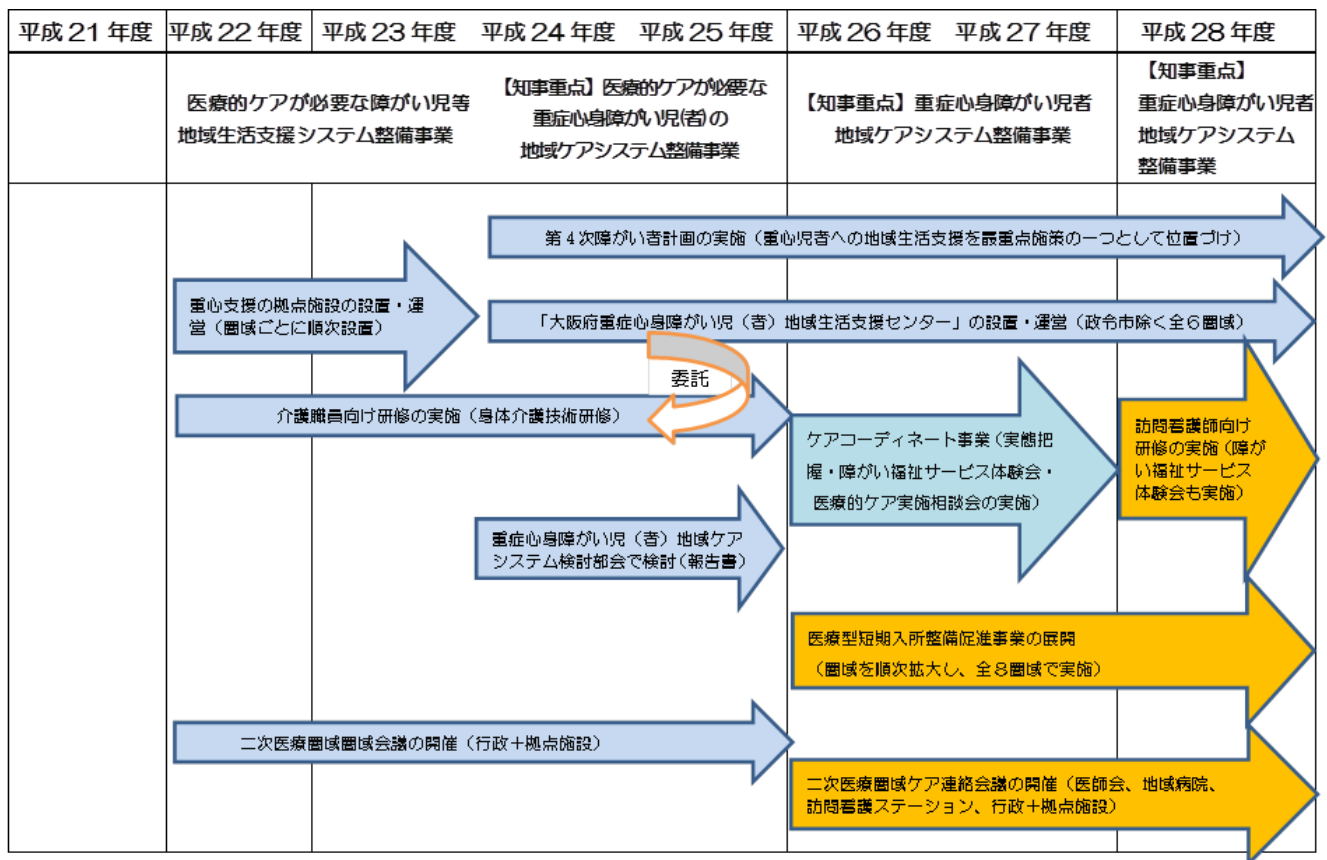 平成21年度 平成22年度 平成23年度 平成24年度 平成25年度 平成26年度 平成27年度 平成28年度
医療的ケアが必要な障がい児等
地域生活支援システム整備事業
【知事重点】医療的ケアが必要な
重症心身障がい児(者)の
地域ケアシステム整備事業
【知事重点】重症心身障がい児者
地域ケアシステム整備事業
【知事重点】
重症心身障がい児者
地域ケアシステム
整備事業
第4次障がい者計画の実施（重心児者への地域生活支援を最重点施策の一つとして位置づけ）
重心支援の拠点施設の設置・運
営（圏域ごとに順次設置）
「大阪府重症心身障がい児（者）地域生活支援センター」の設置・運営（政令市除く全6圏域）
委託
介護職員向け研修の実施（身体介護技術研修）
ケアコーディネート事業（実態把
握・障がい福祉サービス体験会・
医療的ケア実施相談会の実施）
訪問看護師向け
研修の実施（障が
い福祉サービス
体験会も実施）
重症心身障がい児（者）地域ケア
システム検討部会で検討（報告書）
医療型短期入所整備促進事業の展開
（圏域を順次拡大し、全8圏域で実施）
二次医療圏域圏域会議の開催（行政＋拠点施設）
二次医療圏域ケア連絡会議の開催（医師会、地域病院、
訪問看護ステーション、行政＋拠点施設）